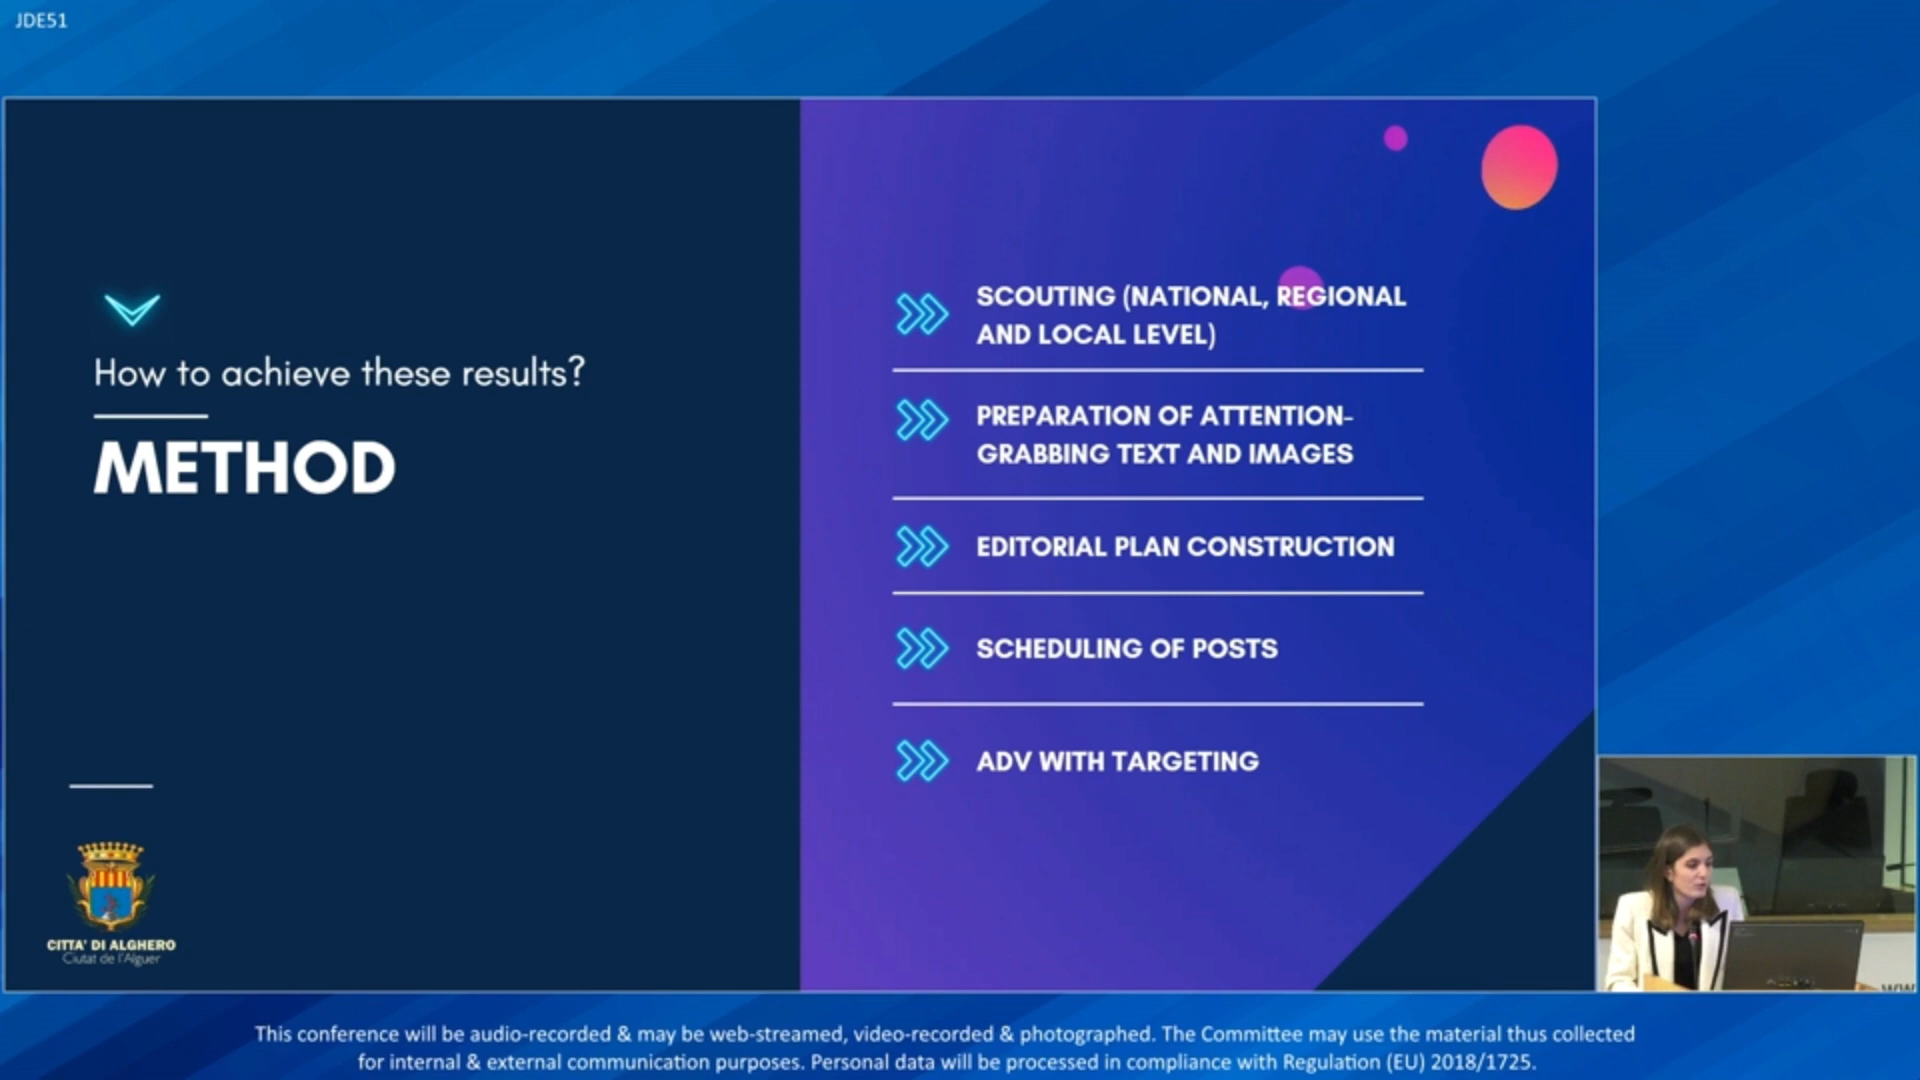 JDE51
How to achieve these results?
METHOD
CITTA' DI ALGHERO
Ciutat de l'Alguer
SCOUTING (NATIONAL, REGIONAL
AND LOCAL LEVEL)
PREPARATION OF ATTENTION-
GRABBING TEXT AND IMAGES
EDITORIAL PLAN CONSTRUCTION
SCHEDULING OF POSTS
ADV WITH TARGETING
This conference will be audio-recorded & may be web-streamed, video-recorded & photographed. The Committee may use the material thus collected
for internal & external communication purposes. Personal data will be processed in compliance with Regulation (EU) 2018/1725.